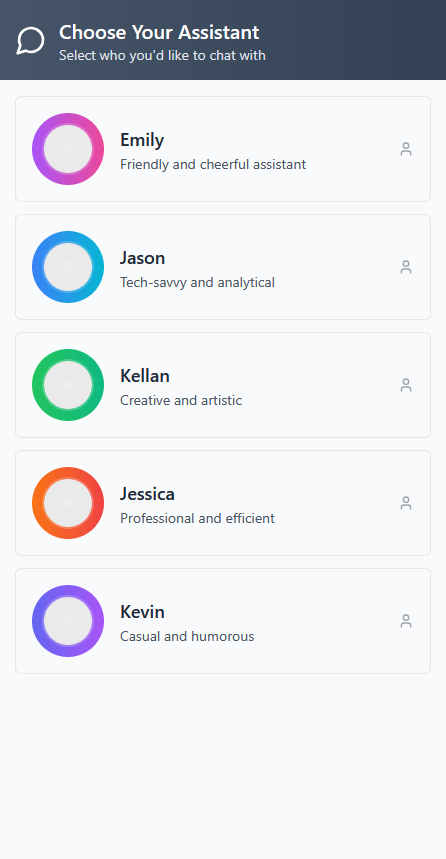 Choose Your Assistant
Select who you'd like to chat with
Emily
Friendly and cheerful assistant
Jason
Tech-savvy and analytical
Kellan
Creative and artistic
Jessica
Professional and efficient
Kevin
Casual and humorous